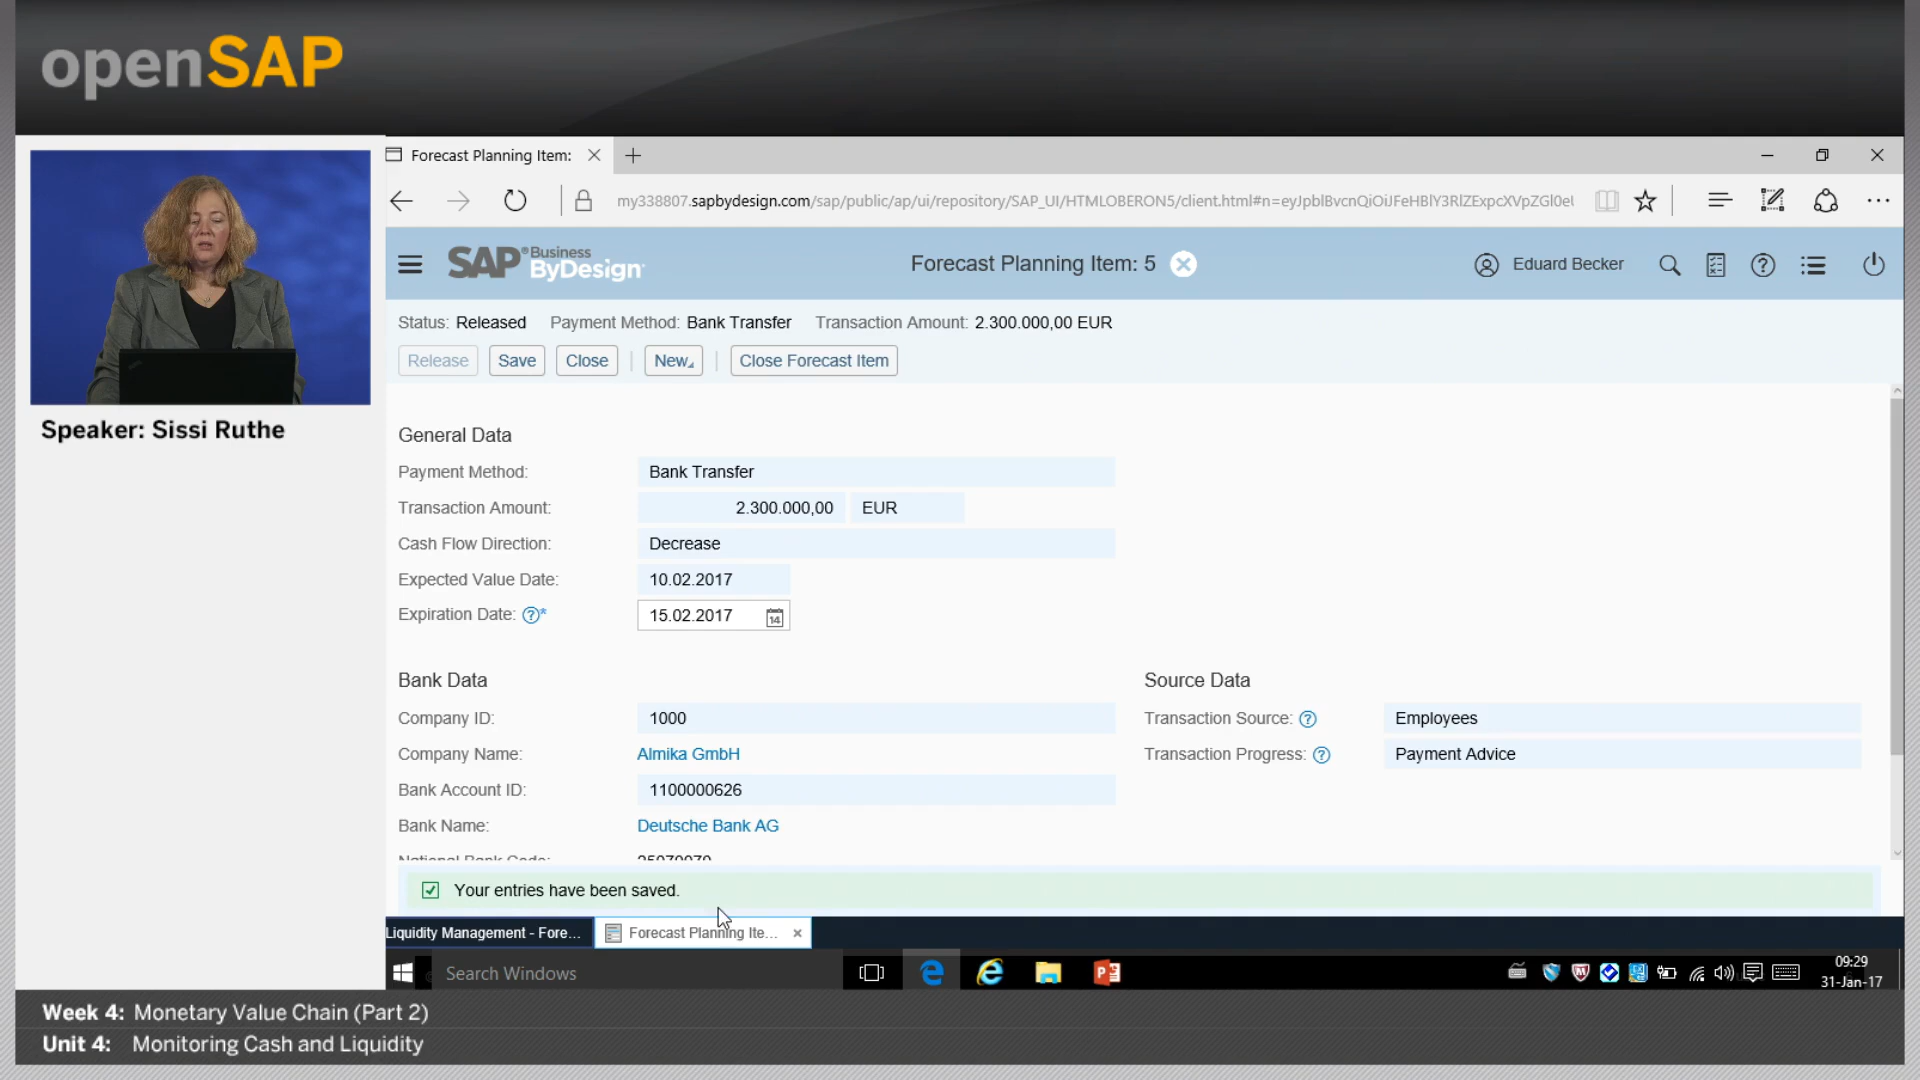 openSAP
Speaker: Sissi Ruthe
Forecast Planning Item:
my338807.sapbydesign.com/sap/public/ap/ui/repository/SAP_UI/HTMLOBERON5/client.html#n=
SAP® Business ByDesign
Forecast Planning Item: 5
Eduard Becker
Status: Released Payment Method: Bank Transfer Transaction Amount: 2.300.000,00 EUR
Release Save Close New Close Forecast Item
General Data
Payment Method: Bank Transfer
Transaction Amount: 2.300.000,00 EUR
Cash Flow Direction: Decrease
Expected Value Date: 10.02.2017
Expiration Date: ?* 15.02.2017 14
Bank Data Source Data
Company ID: 1000 Transaction Source: ? Employees
Company Name: Almika GmbH Transaction Progress: ? Payment Advice
Bank Account ID: 1100000626
Bank Name: Deutsche Bank AG
National Bank Code:
Your entries have been saved.
Liquidity Management - Fore... Forecast Planning Ite... ×
Search Windows
09:29
31-Jan-17
Week 4: Monetary Value Chain (Part 2)
Unit 4: Monitoring Cash and Liquidity